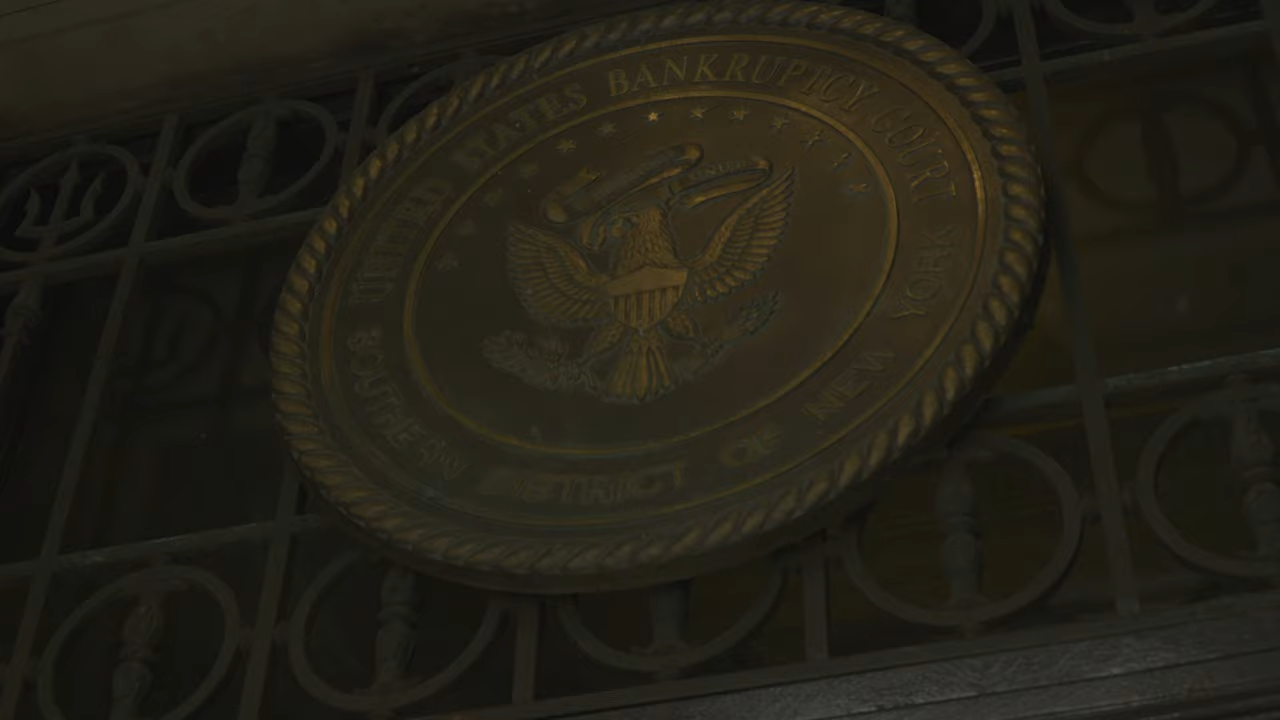 UNITED STATES BANKRUPTCY COURT
SOUTHERN DISTRICT OF NEW YORK